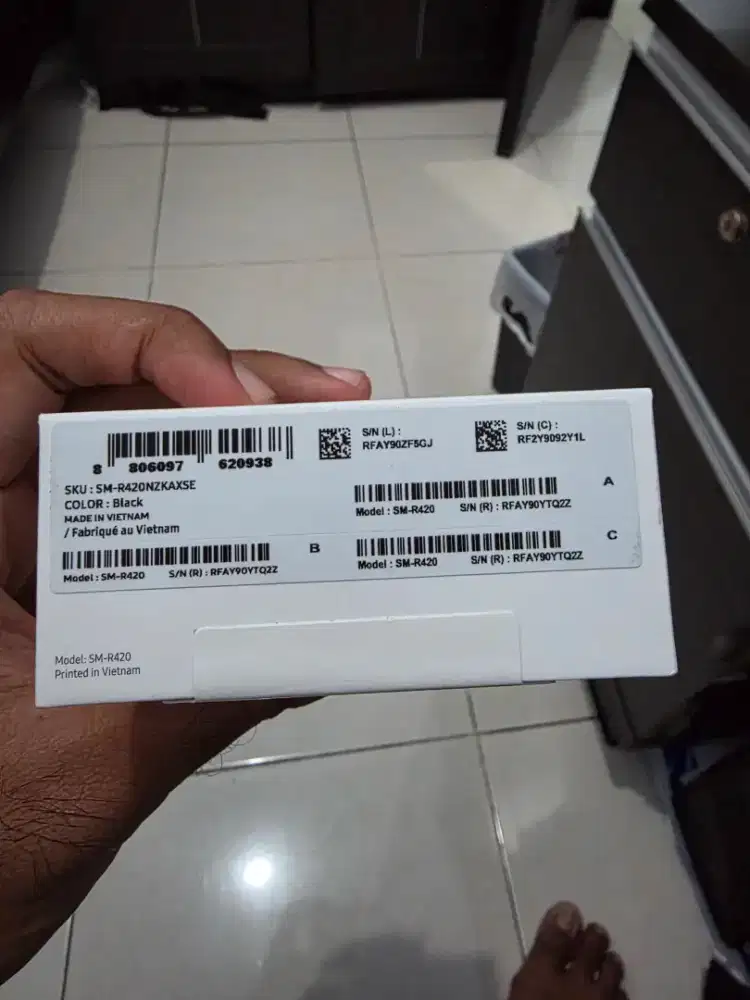 8 806097 620938
S/N (L) :
RFAY90ZF5GJ
S/N (C) :
RF2Y9092Y1L
SKU : SM-R420NZKAXSE
COLOR : Black
MADE IN VIETNAM
/ Fabriqué au Vietnam
A
Model : SM-R420 S/N (R) : RFAY90YTQ2Z
B
Model : SM-R420 S/N (R) : RFAY90YTQ2Z
C
Model : SM-R420 S/N (R) : RFAY90YTQ2Z
Model: SM-R420
Printed in Vietnam